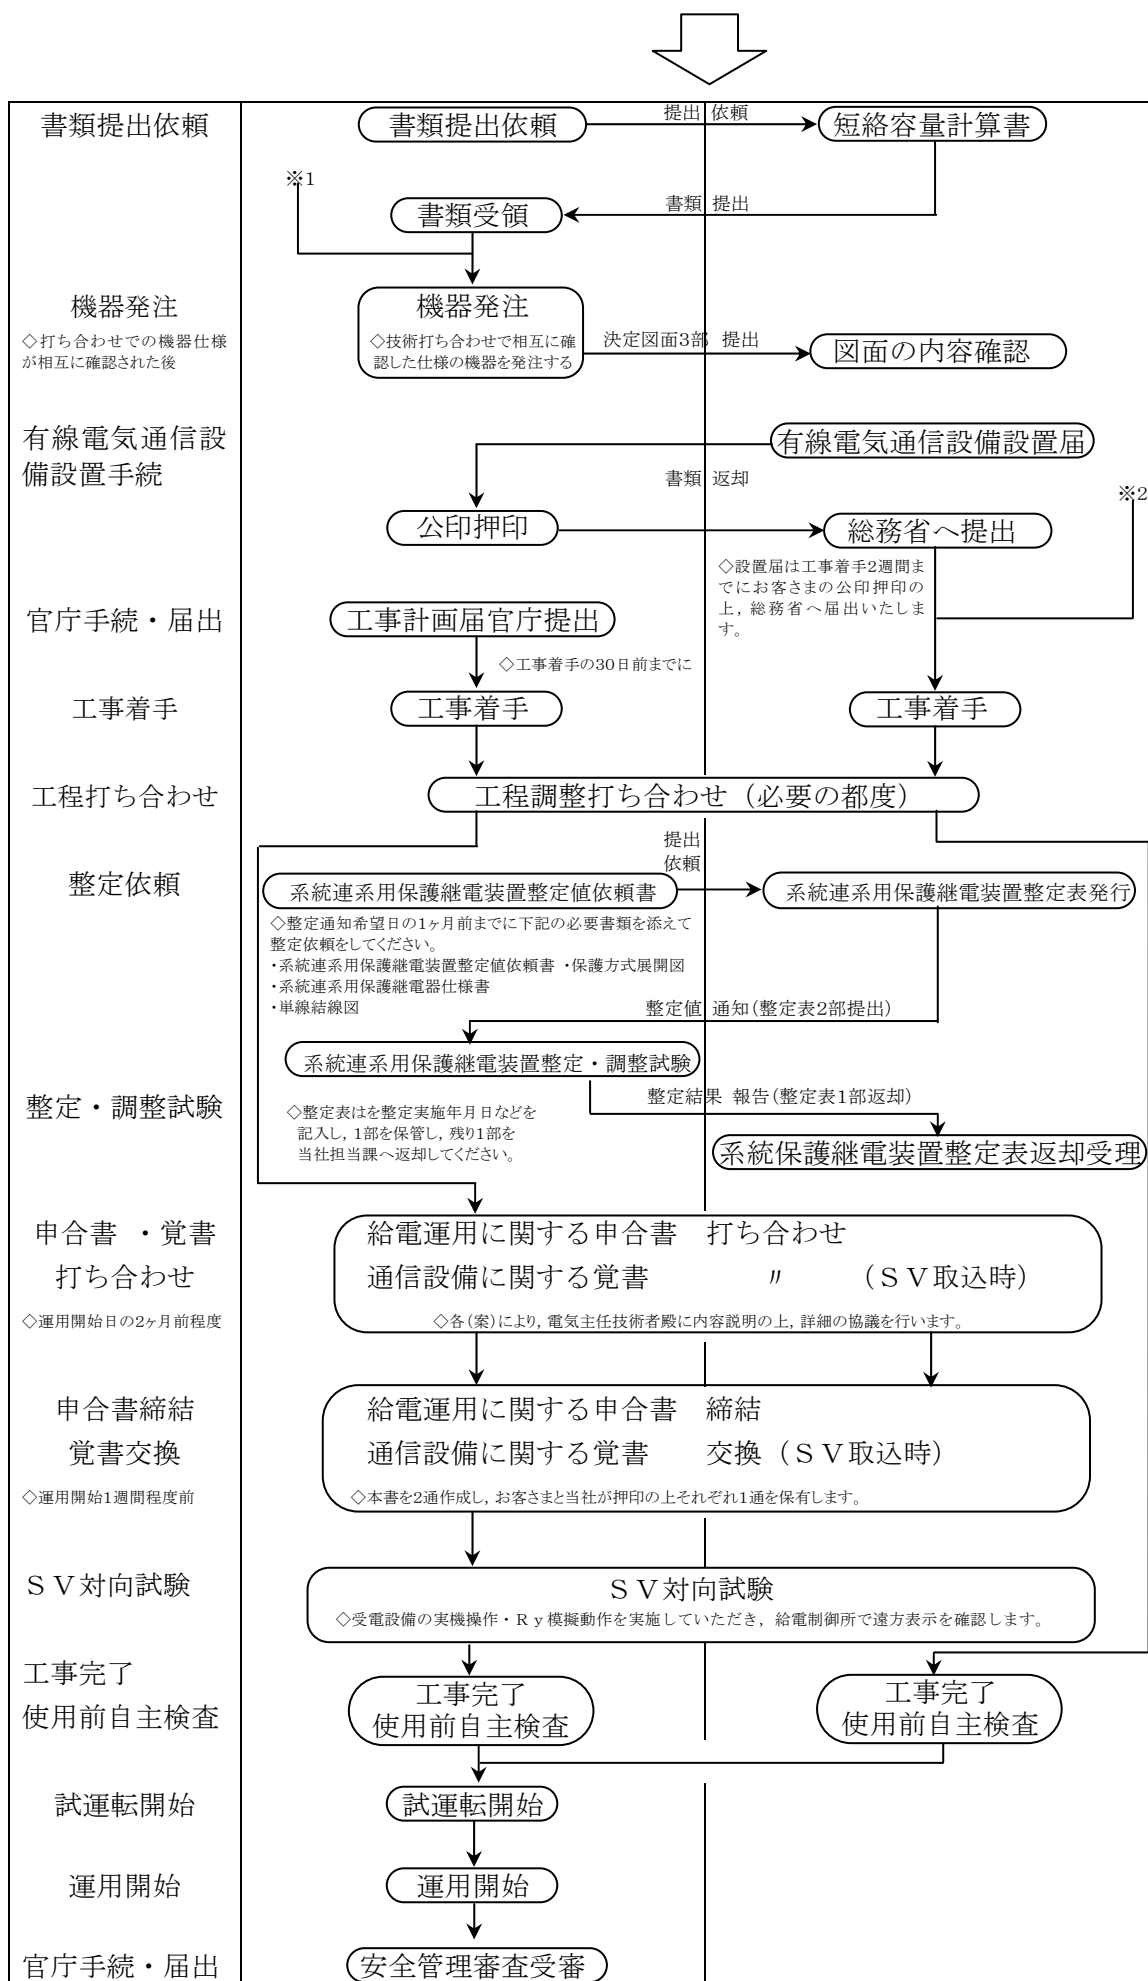 書類提出依頼
書類提出依頼
提出 依頼
短絡容量計算書
※1
書類受領
書類 提出
機器発注
◇打ち合わせでの機器仕様
が相互に確認された後
機器発注
◇技術打ち合わせで相互に確
認した仕様の機器を発注する
決定図面3部 提出
図面の内容確認
有線電気通信設
備設置手続
有線電気通信設備設置届
書類 返却
※2
公印押印
総務省へ提出
◇設置届は工事着手2週間ま
でにお客さまの公印押印の
上，総務省へ届出いたしま
す。
官庁手続・届出
工事計画届官庁提出
◇工事着手の30日前までに
工事着手
工事着手
工事着手
工程打ち合わせ
工程調整打ち合わせ（必要の都度）
提出
依頼
整定依頼
系統連系用保護継電装置整定値依頼書
系統連系用保護継電装置整定表発行
◇整定通知希望日の1ヶ月前までに下記の必要書類を添えて
整定依頼をしてください。
・系統連系用保護継電装置整定値依頼書 ・保護方式展開図
・系統連系用保護継電器仕様書
・単線結線図
整定値 通知（整定表2部提出）
系統連系用保護継電装置整定・調整試験
整定・調整試験
整定結果 報告（整定表1部返却）
◇整定表はを整定実施年月日などを
記入し，1部を保管し，残り1部を
当社担当課へ返却してください。
系統保護継電装置整定表返却受理
申合書 ・覚書
打ち合わせ
◇運用開始日の2ヶ月前程度
給電運用に関する申合書 打ち合わせ
通信設備に関する覚書 〃 （ＳＶ取込時）
◇各（案）により，電気主任技術者殿に内容説明の上，詳細の協議を行います。
申合書締結
覚書交換
◇運用開始1週間程度前
給電運用に関する申合書 締結
通信設備に関する覚書 交換（ＳＶ取込時）
◇本書を2通作成し，お客さまと当社が押印の上それぞれ1通を保有します。
ＳＶ対向試験
ＳＶ対向試験
◇受電設備の実機操作・Ｒｙ模擬動作を実施していただき，給電制御所で遠方表示を確認します。
工事完了
使用前自主検査
工事完了
使用前自主検査
工事完了
使用前自主検査
試運転開始
試運転開始
運用開始
運用開始
官庁手続・届出
安全管理審査受審